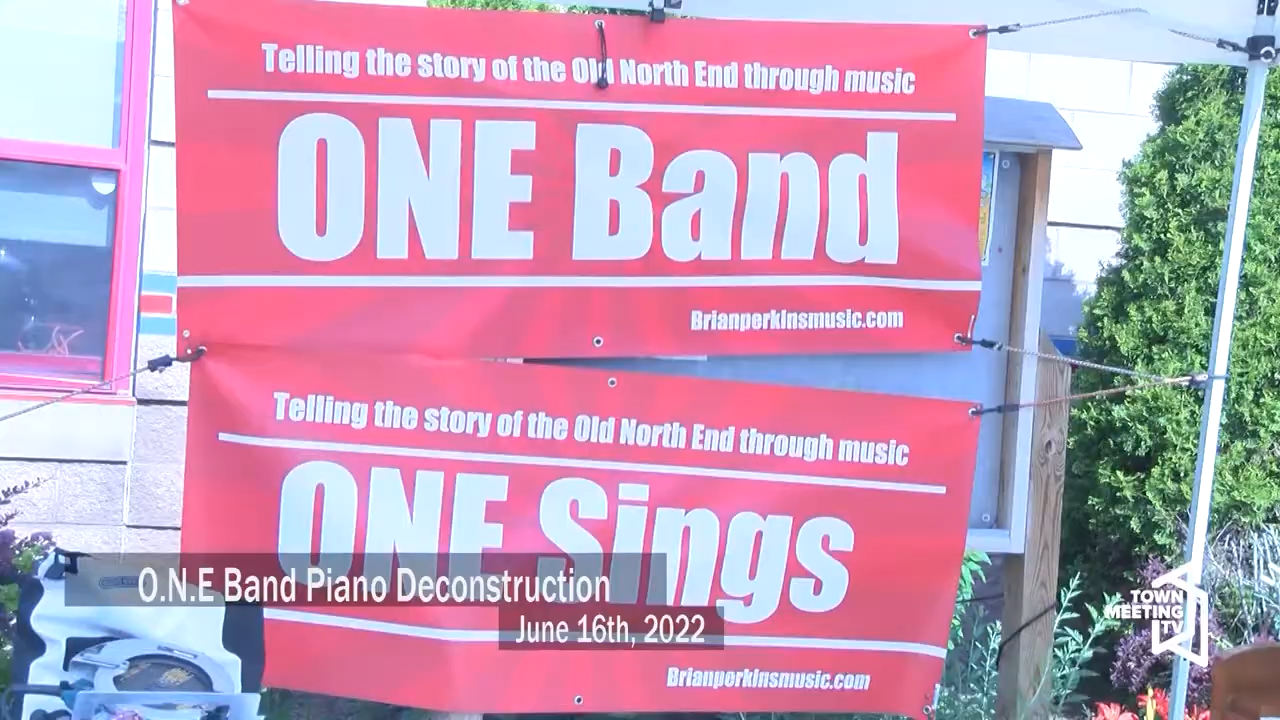 Telling the story of the Old North End through music
ONE Band
Brianperkinsmusic.com
Telling the story of the Old North End through music
ONE Sings
O.N.E Band Piano Deconstruction
June 16th, 2022
Brianperkinsmusic.com
TOWN
MEETING
TV